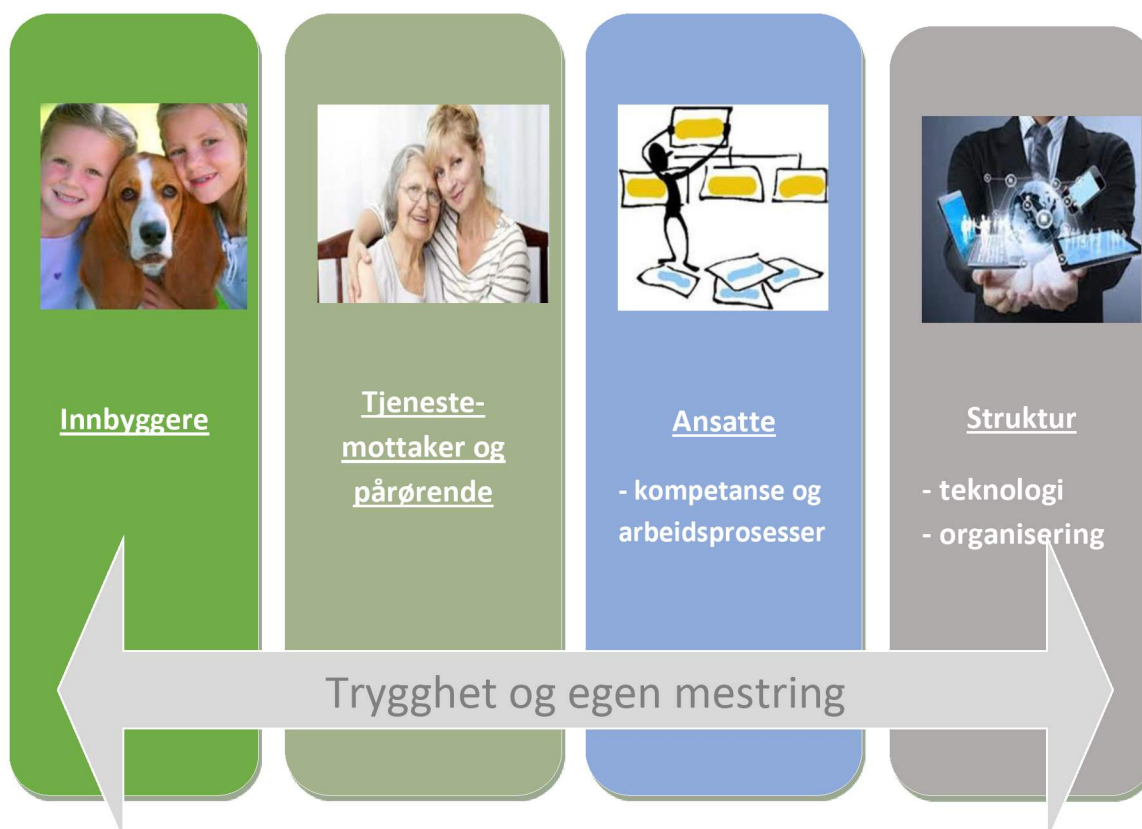 Innbyggere
Tjeneste-
mottaker og
pårørende
Ansatte
- kompetanse og
arbeidsprosesser
Struktur
- teknologi
- organisering
Trygghet og egen mestring